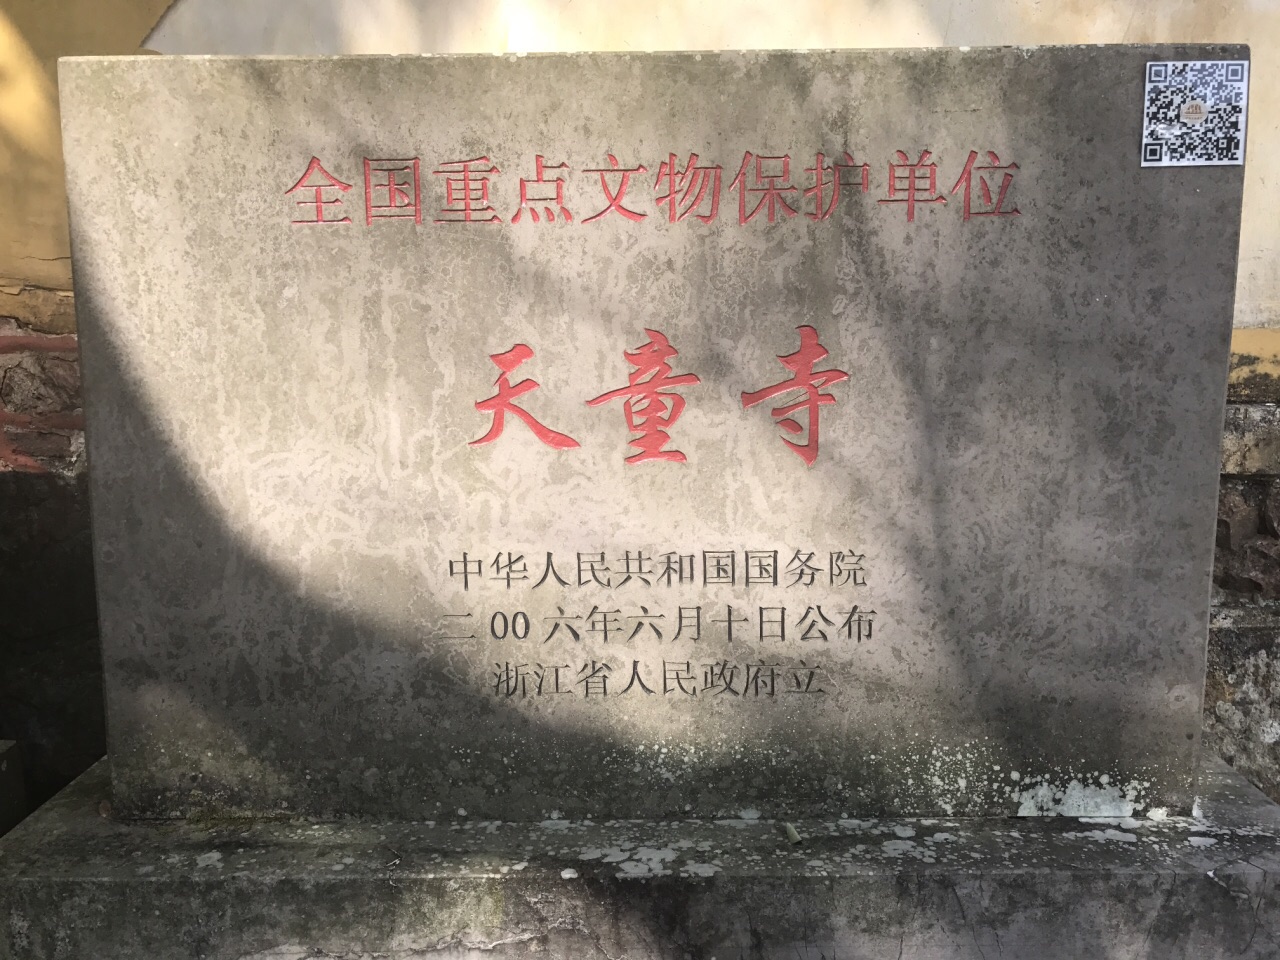 全国重点文物保护单位
天童寺
中华人民共和国国务院
二00六年六月十日公布
浙江省人民政府立